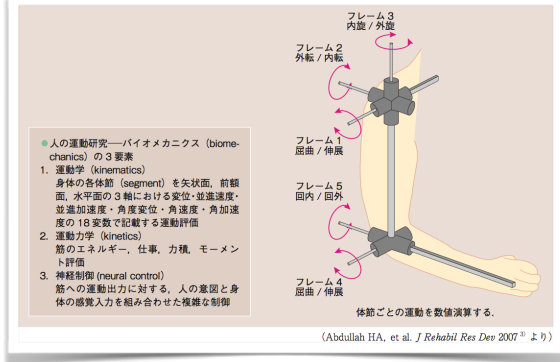 フレーム 3
内旋 / 外旋
フレーム 2
外転 / 内転
フレーム 1
屈曲 / 伸展
フレーム 5
回内 / 回外
フレーム 4
屈曲 / 伸展
体節ごとの運動を数値演算する．
●人の運動研究──バイオメカニクス（biome-
chanics）の 3 要素
1. 運動学（kinematics）
身体の各体節（segment）を矢状面，前額
面，水平面の 3 軸における変位・並進速度・
並進加速度・角度変位・角速度・角加速
度の 18 変数で記載する運動評価
2. 運動力学（kinetics）
筋のエネルギー，仕事，力積，モーメン
ト評価
3. 神経制御 (neural control)
筋への運動出力に対する，人の意図と身
体の感覚入力を組み合わせた複雑な制御
（Abdullah HA, et al. J Rehabil Res Dev 2007³⁾ より）